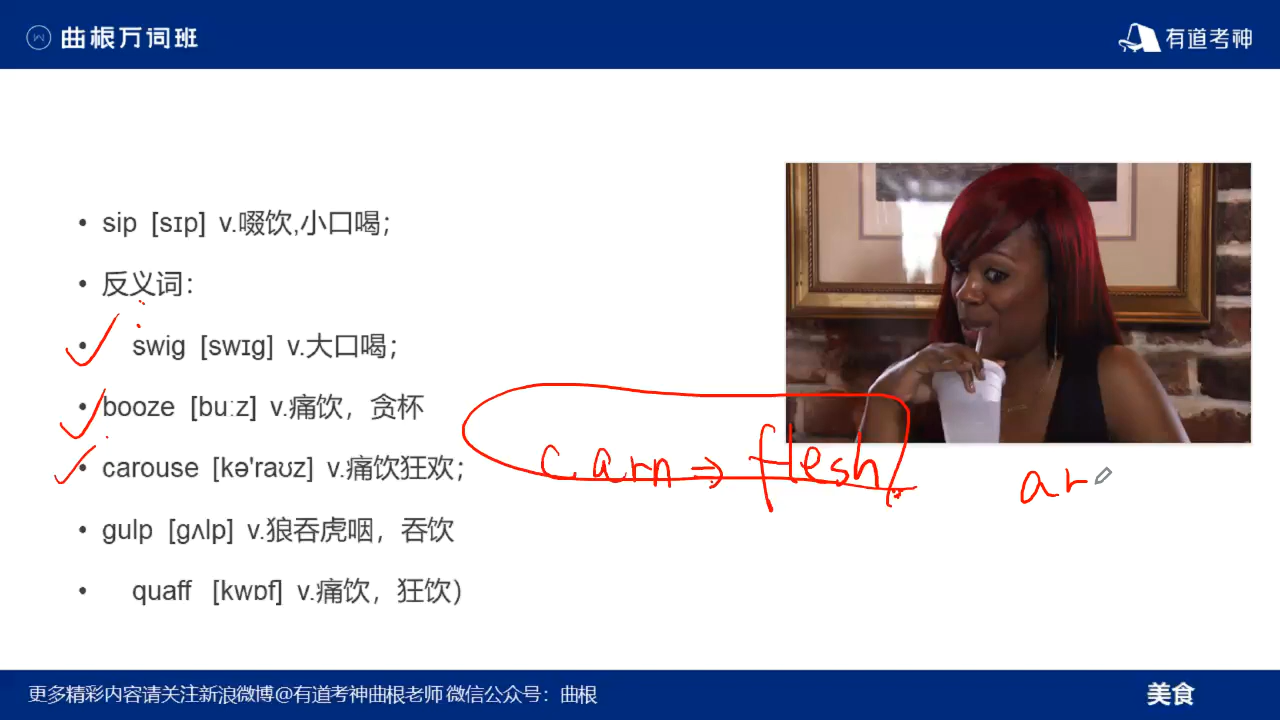 曲根万词班
有道考神
• sip [sɪp] v.啜饮,小口喝；
• 反义词：
• swig [swɪg] v.大口喝；
• booze [buːz] v.痛饮，贪杯
• carouse [kə'raʊz] v.痛饮狂欢；
• gulp [gʌlp] v.狼吞虎咽，吞饮
• quaff [kwɒf] v.痛饮，狂饮）
carn ⇒ flesh
ar
更多精彩内容请关注新浪微博@有道考神曲根老师 微信公众号：曲根
美食